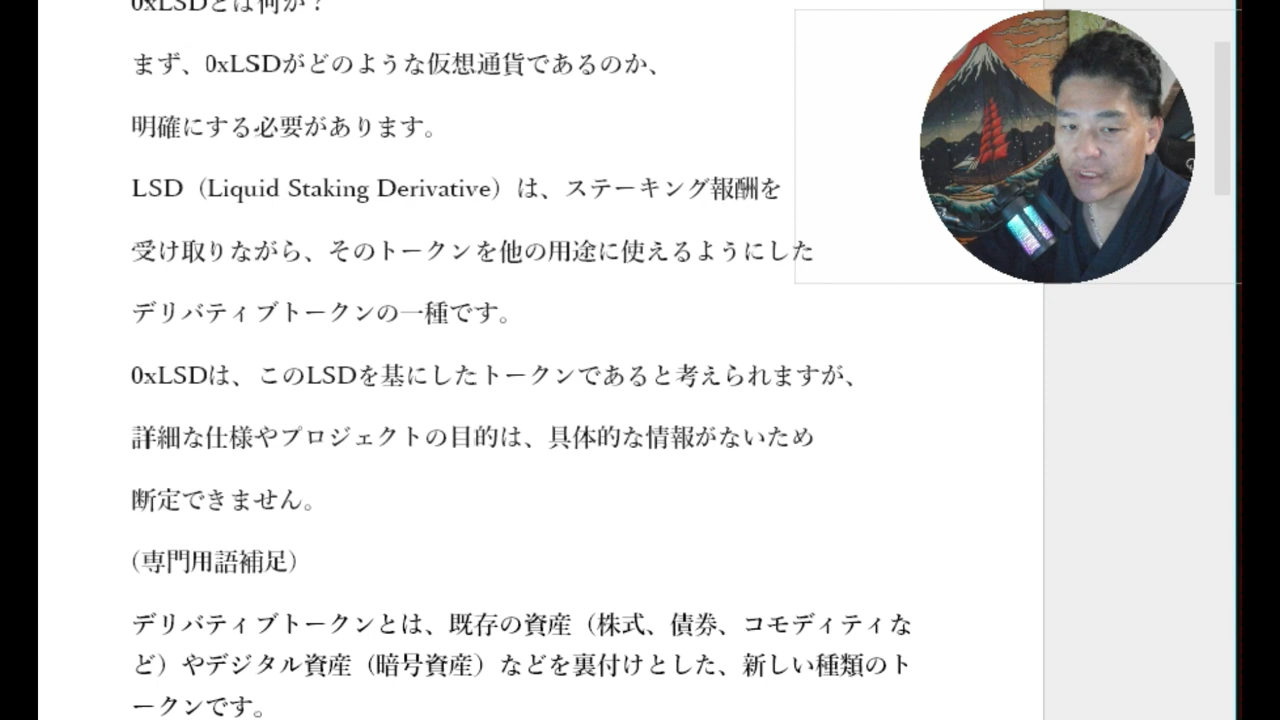 0xLSDとは何か？
まず、0xLSDがどのような仮想通貨であるのか、
明確にする必要があります。
LSD（Liquid Staking Derivative）は、ステーキング報酬を
受け取りながら、そのトークンを他の用途に使えるようにした
デリバティブトークンの一種です。
0xLSDは、このLSDを基にしたトークンであると考えられますが、
詳細な仕様やプロジェクトの目的は、具体的な情報がないため
断定できません。
(専門用語補足）
デリバティブトークンとは、既存の資産（株式、債券、コモディティな
ど）やデジタル資産（暗号資産）などを裏付けとした、新しい種類のト
ークンです。